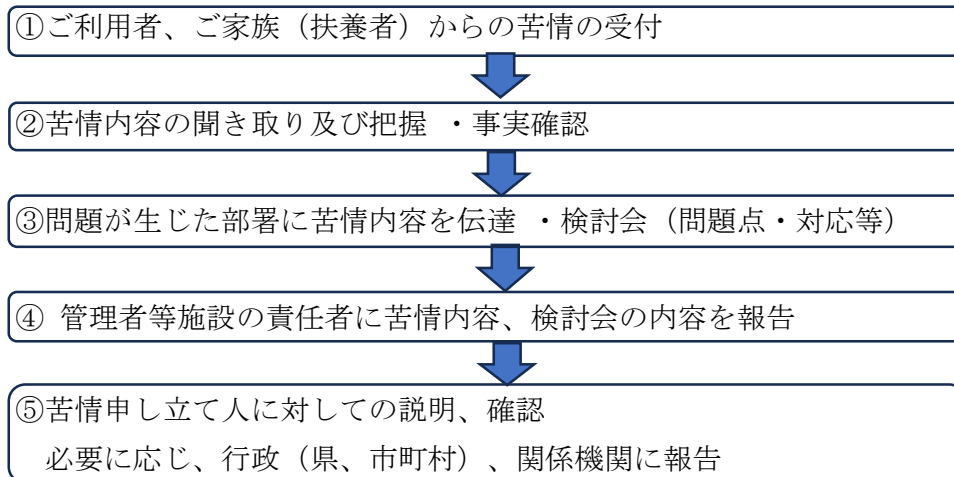 ①ご利用者、ご家族（扶養者）からの苦情の受付
②苦情内容の聞き取り及び把握 ・事実確認
③問題が生じた部署に苦情内容を伝達 ・検討会（問題点・対応等）
④ 管理者等施設の責任者に苦情内容、検討会の内容を報告
⑤苦情申し立て人に対しての説明、確認
必要に応じ、行政（県、市町村）、関係機関に報告